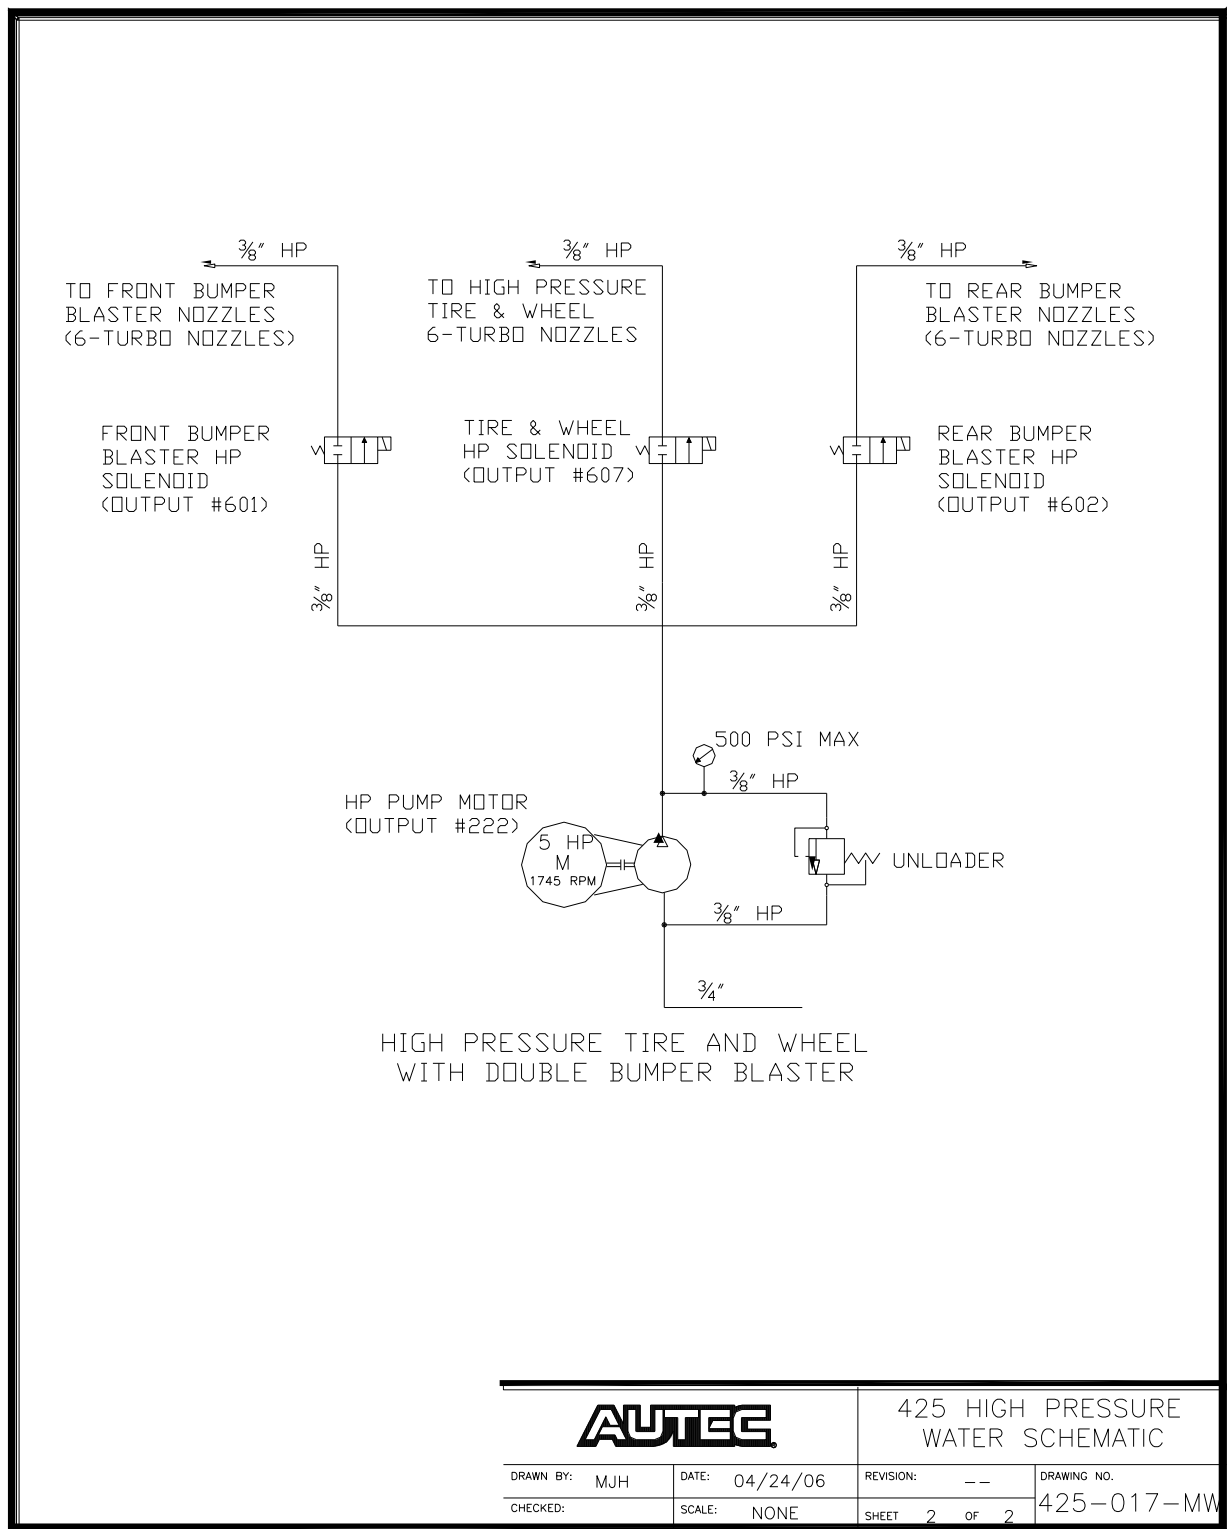 3/8" HP
3/8" HP
3/8" HP
TO FRONT BUMPER
BLASTER NOZZLES
(6-TURBO NOZZLES)
TO HIGH PRESSURE
TIRE & WHEEL
6-TURBO NOZZLES
TO REAR BUMPER
BLASTER NOZZLES
(6-TURBO NOZZLES)
FRONT BUMPER
BLASTER HP
SOLENOID
(OUTPUT #601)
TIRE & WHEEL
HP SOLENOID
(OUTPUT #607)
REAR BUMPER
BLASTER HP
SOLENOID
(OUTPUT #602)
3/8" HP
3/8" HP
3/8" HP
500 PSI MAX
3/8" HP
HP PUMP MOTOR
(OUTPUT #222)
5 HP
M
1745 RPM
UNLOADER
3/8" HP
3/4"
HIGH PRESSURE TIRE AND WHEEL
WITH DOUBLE BUMPER BLASTER
AUTEC
425 HIGH PRESSURE
WATER SCHEMATIC
DRAWN BY: MJH
DATE: 04/24/06
REVISION: --
DRAWING NO.
425-017-MW
CHECKED:
SCALE: NONE
SHEET 2 OF 2